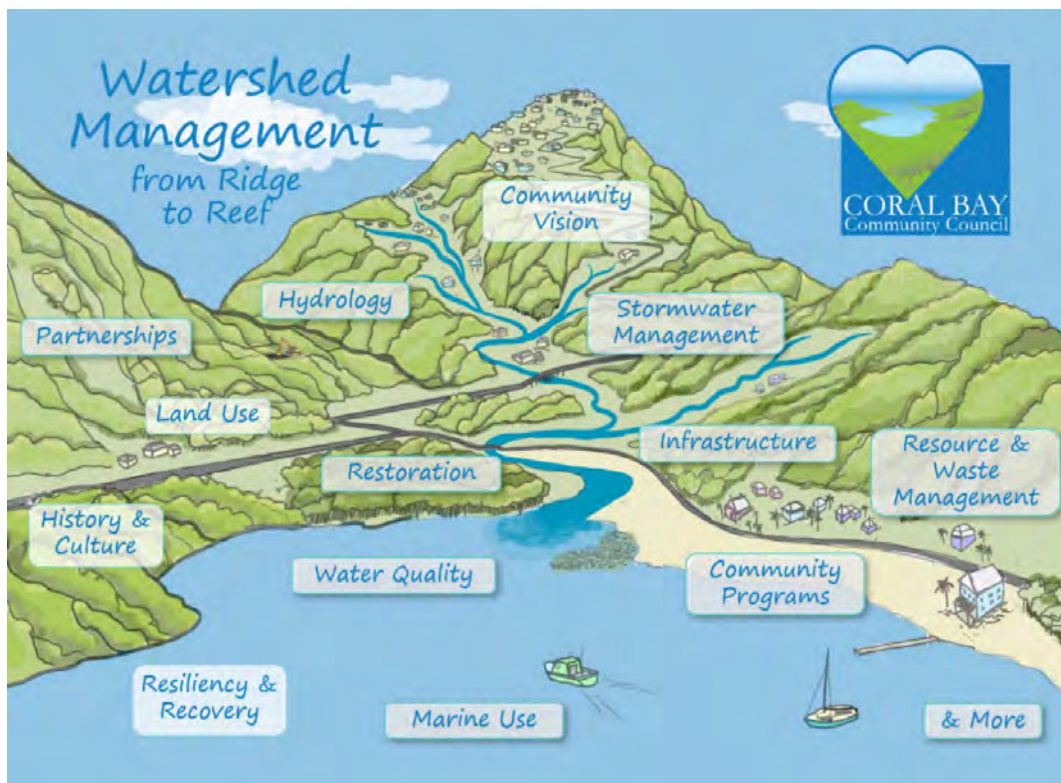 Watershed
Management
from Ridge
to Reef
CORAL BAY
Community Council
Community
Vision
Hydrology
Stormwater
Management
Partnerships
Land Use
Infrastructure
Resource &
Waste
Management
Restoration
History &
Culture
Water Quality
Community
Programs
Resiliency &
Recovery
Marine Use
& More